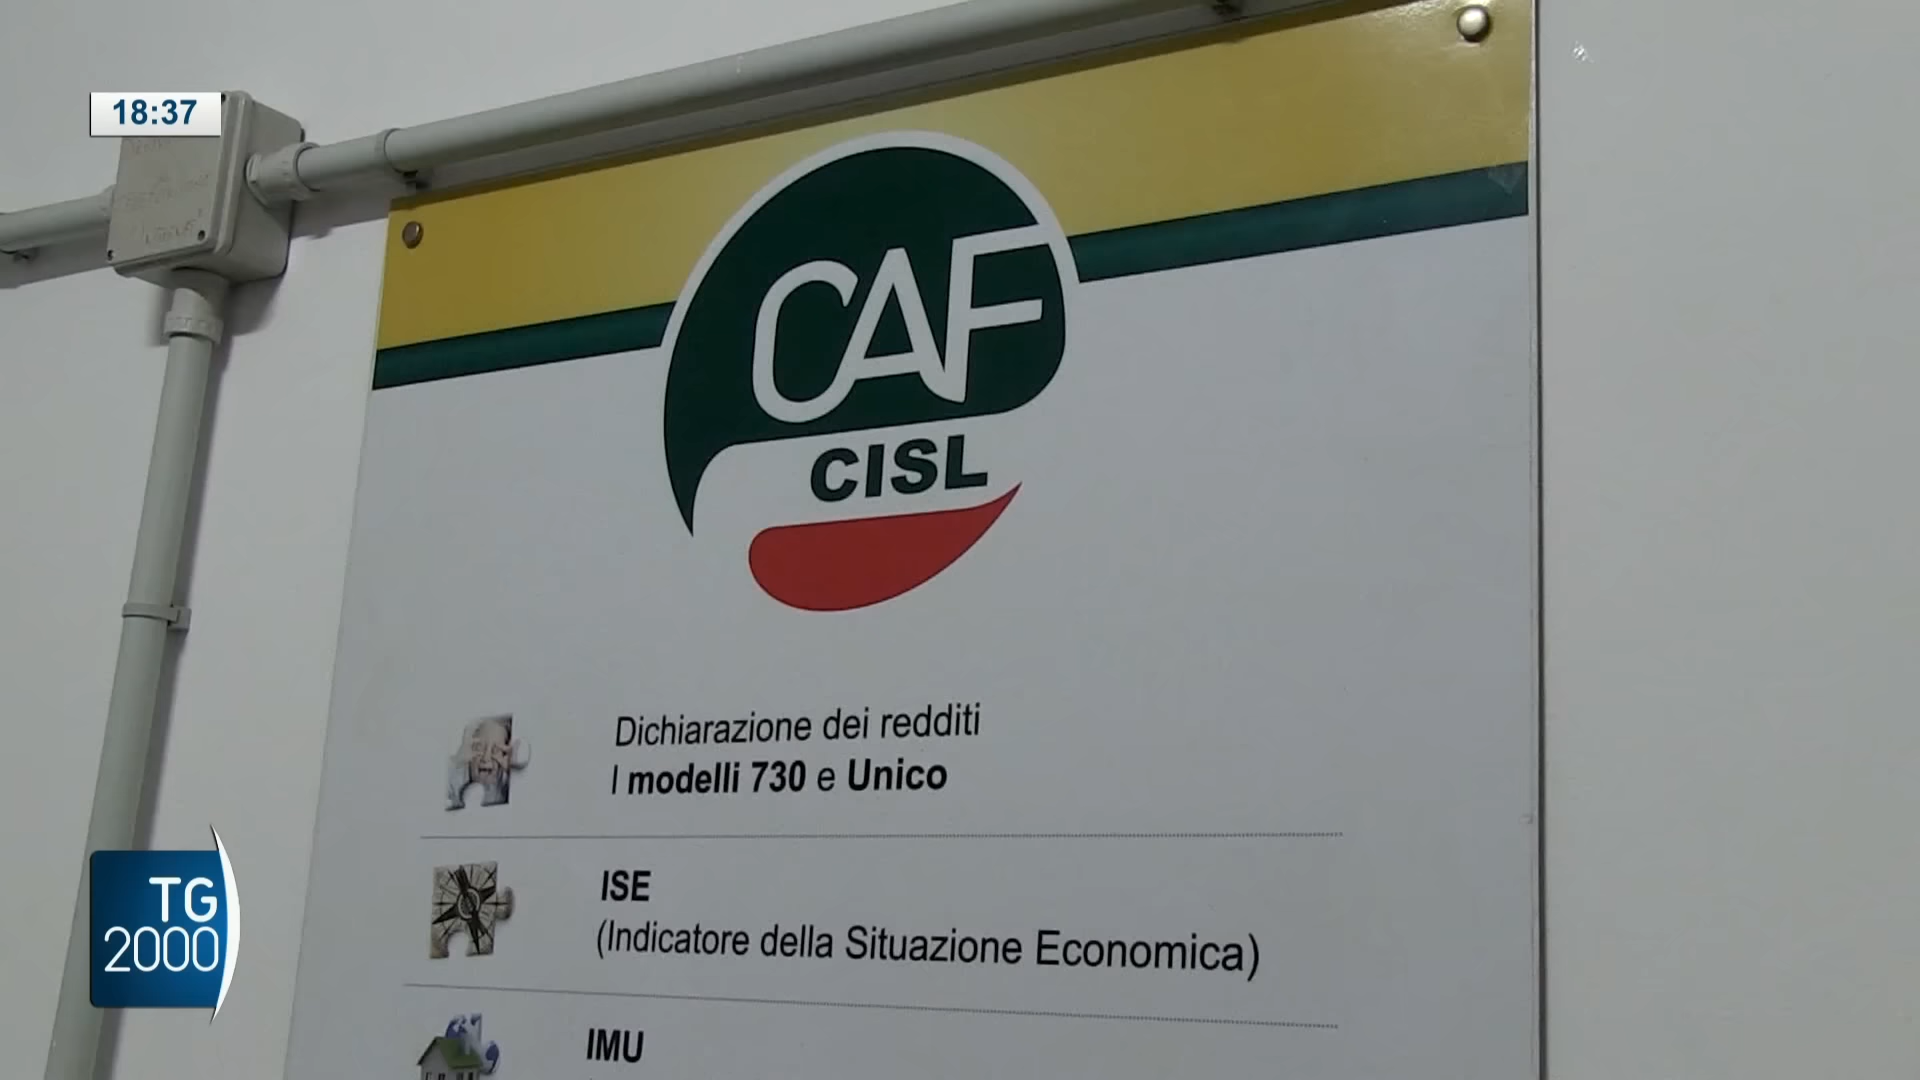 18:37
CAF
CISL
Dichiarazione dei redditi
I modelli 730 e Unico
ISE
(Indicatore della Situazione Economica)
IMU
TG
2000